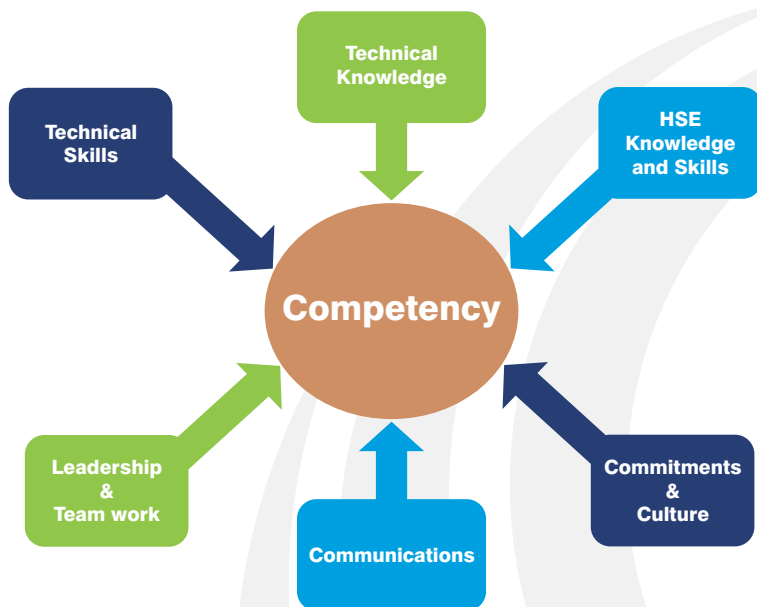 Technical
Knowledge
Technical
Skills
HSE
Knowledge
and Skills
Competency
Leadership
&
Team work
Communications
Commitments
&
Culture